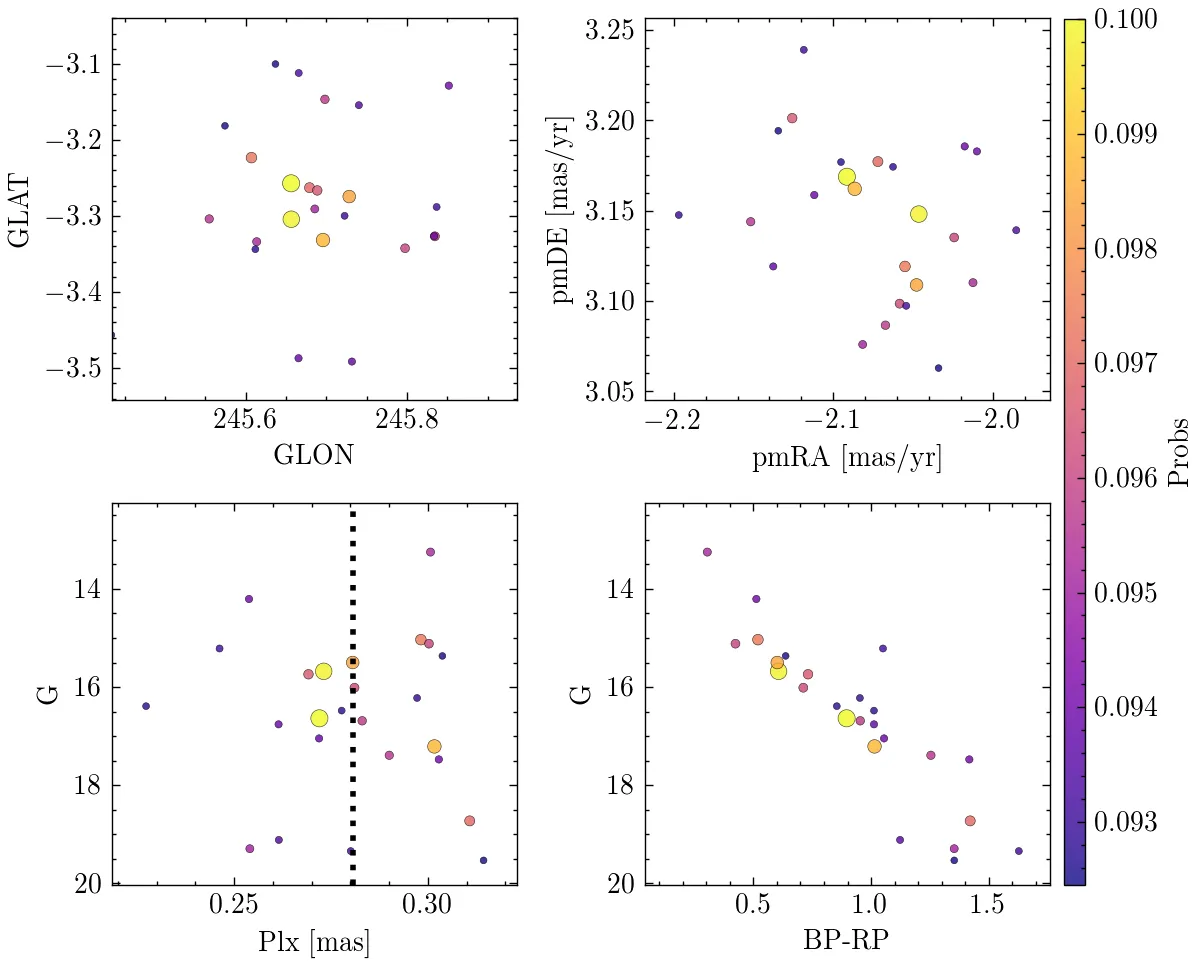 −3.1
−3.2
−3.3
−3.4
−3.5
GLAT
245.6 245.8
GLON
3.25
3.20
3.15
3.10
3.05
pmDE [mas/yr]
−2.2 −2.1 −2.0
pmRA [mas/yr]
0.100
0.099
0.098
0.097
0.096
0.095
0.094
0.093
Probs
14
16
18
20
G
0.25 0.30
Plx [mas]
14
16
18
20
G
0.5 1.0 1.5
BP-RP